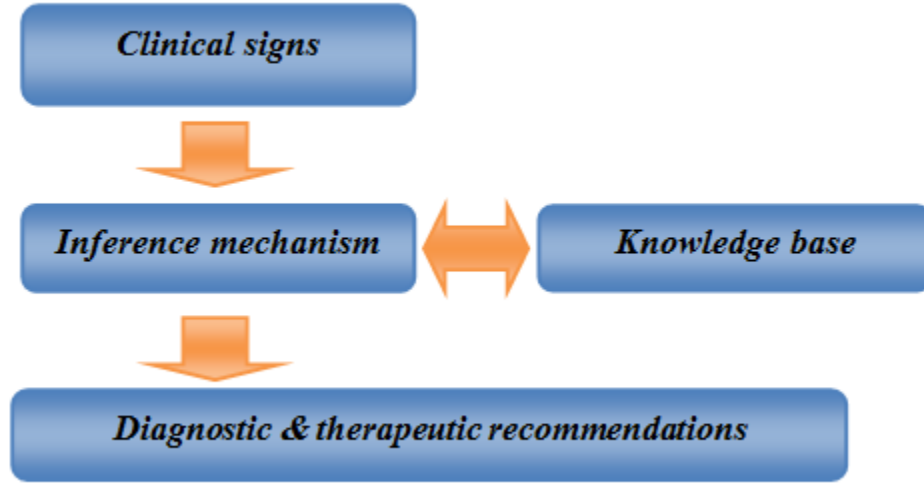 Clinical signs
Inference mechanism
Knowledge base
Diagnostic & therapeutic recommendations